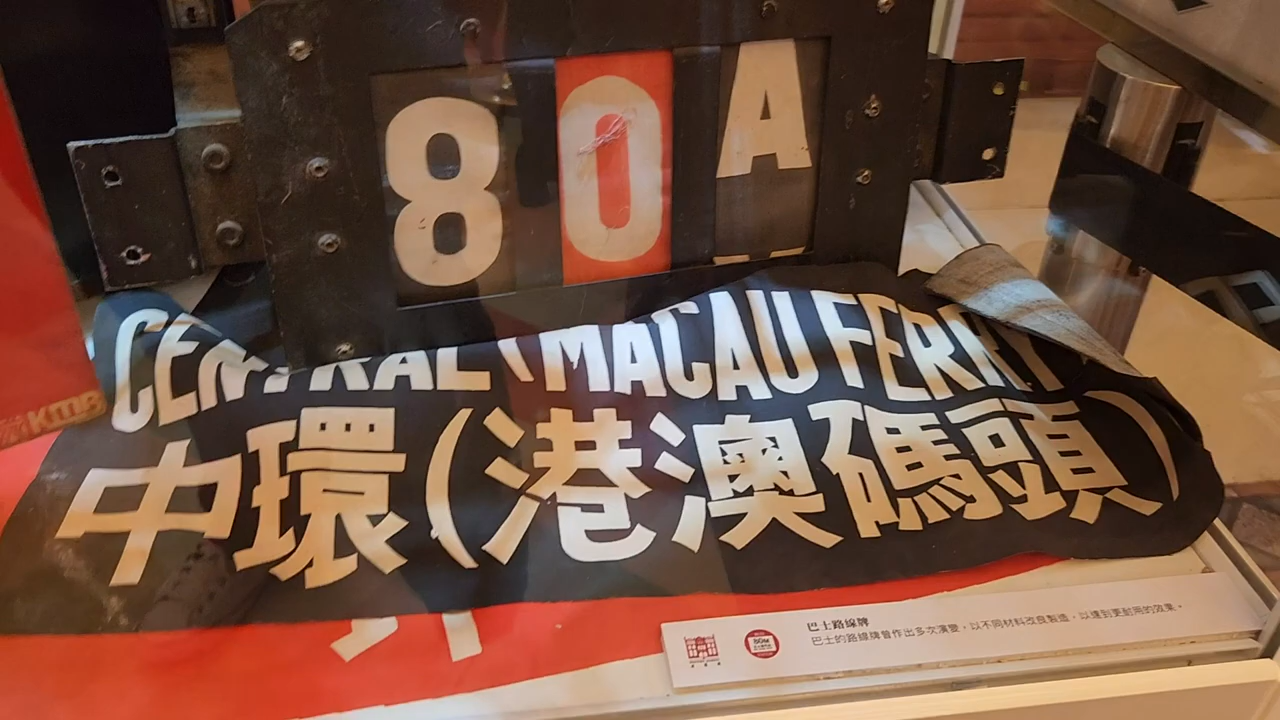 80A
CENTRAL (MACAU FERRY
中環(港澳碼頭)
KMB
巴士路線牌
巴士的路線牌曾作出多次演變,以不同材料改良製造,以達到更耐用的效果。